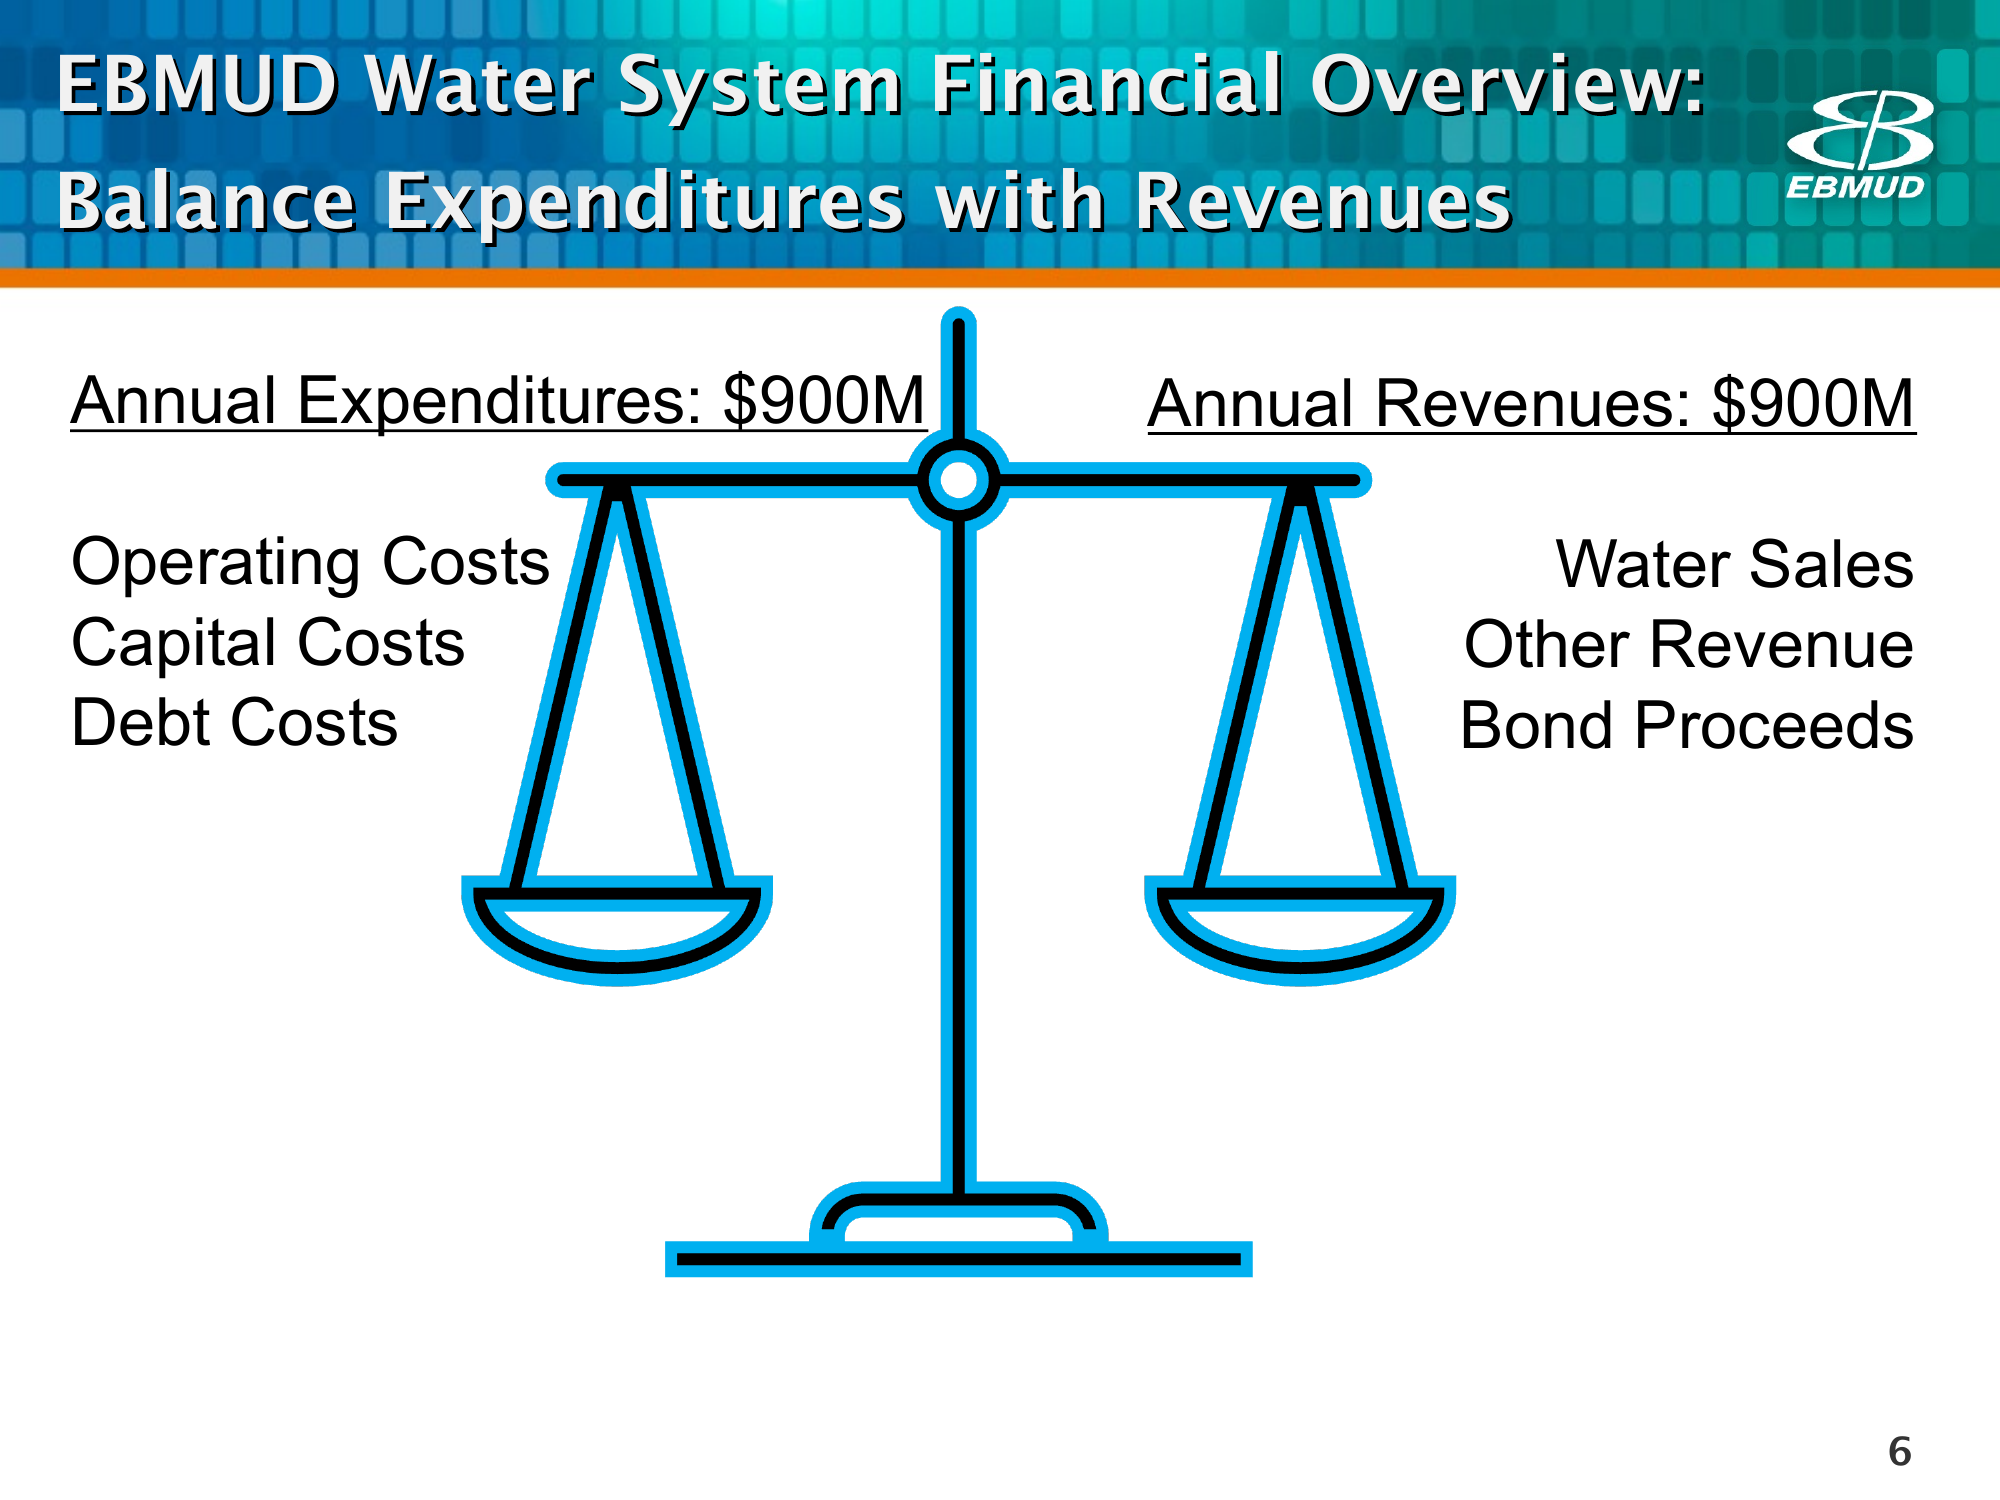 EBMUD Water System Financial Overview:
Balance Expenditures with Revenues
EBMUD
Annual Expenditures: $900M
Operating Costs
Capital Costs
Debt Costs
Annual Revenues: $900M
Water Sales
Other Revenue
Bond Proceeds
6